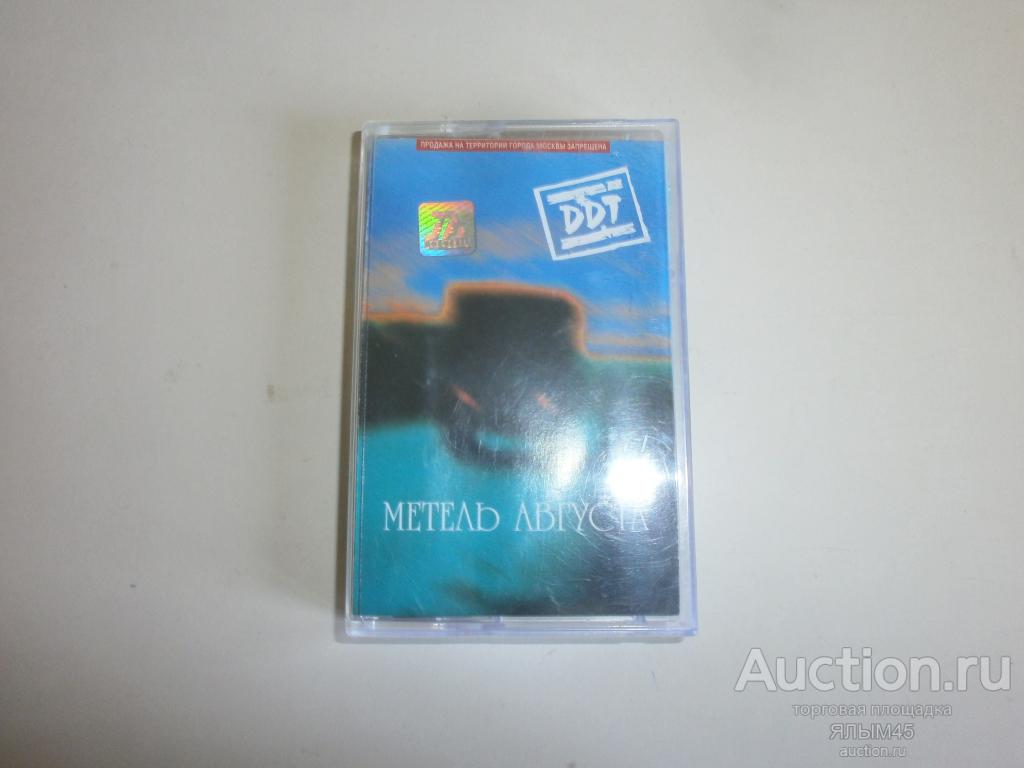 ПРОДАЖА НА ТЕРРИТОРИИ ГОРОДА МОСКВЫ ЗАПРЕЩЕНА
DDT
МЕТЕЛЬ АВГУСТА
Auction.ru
торговая площадка
ЯЛЫМ45
auction.ru